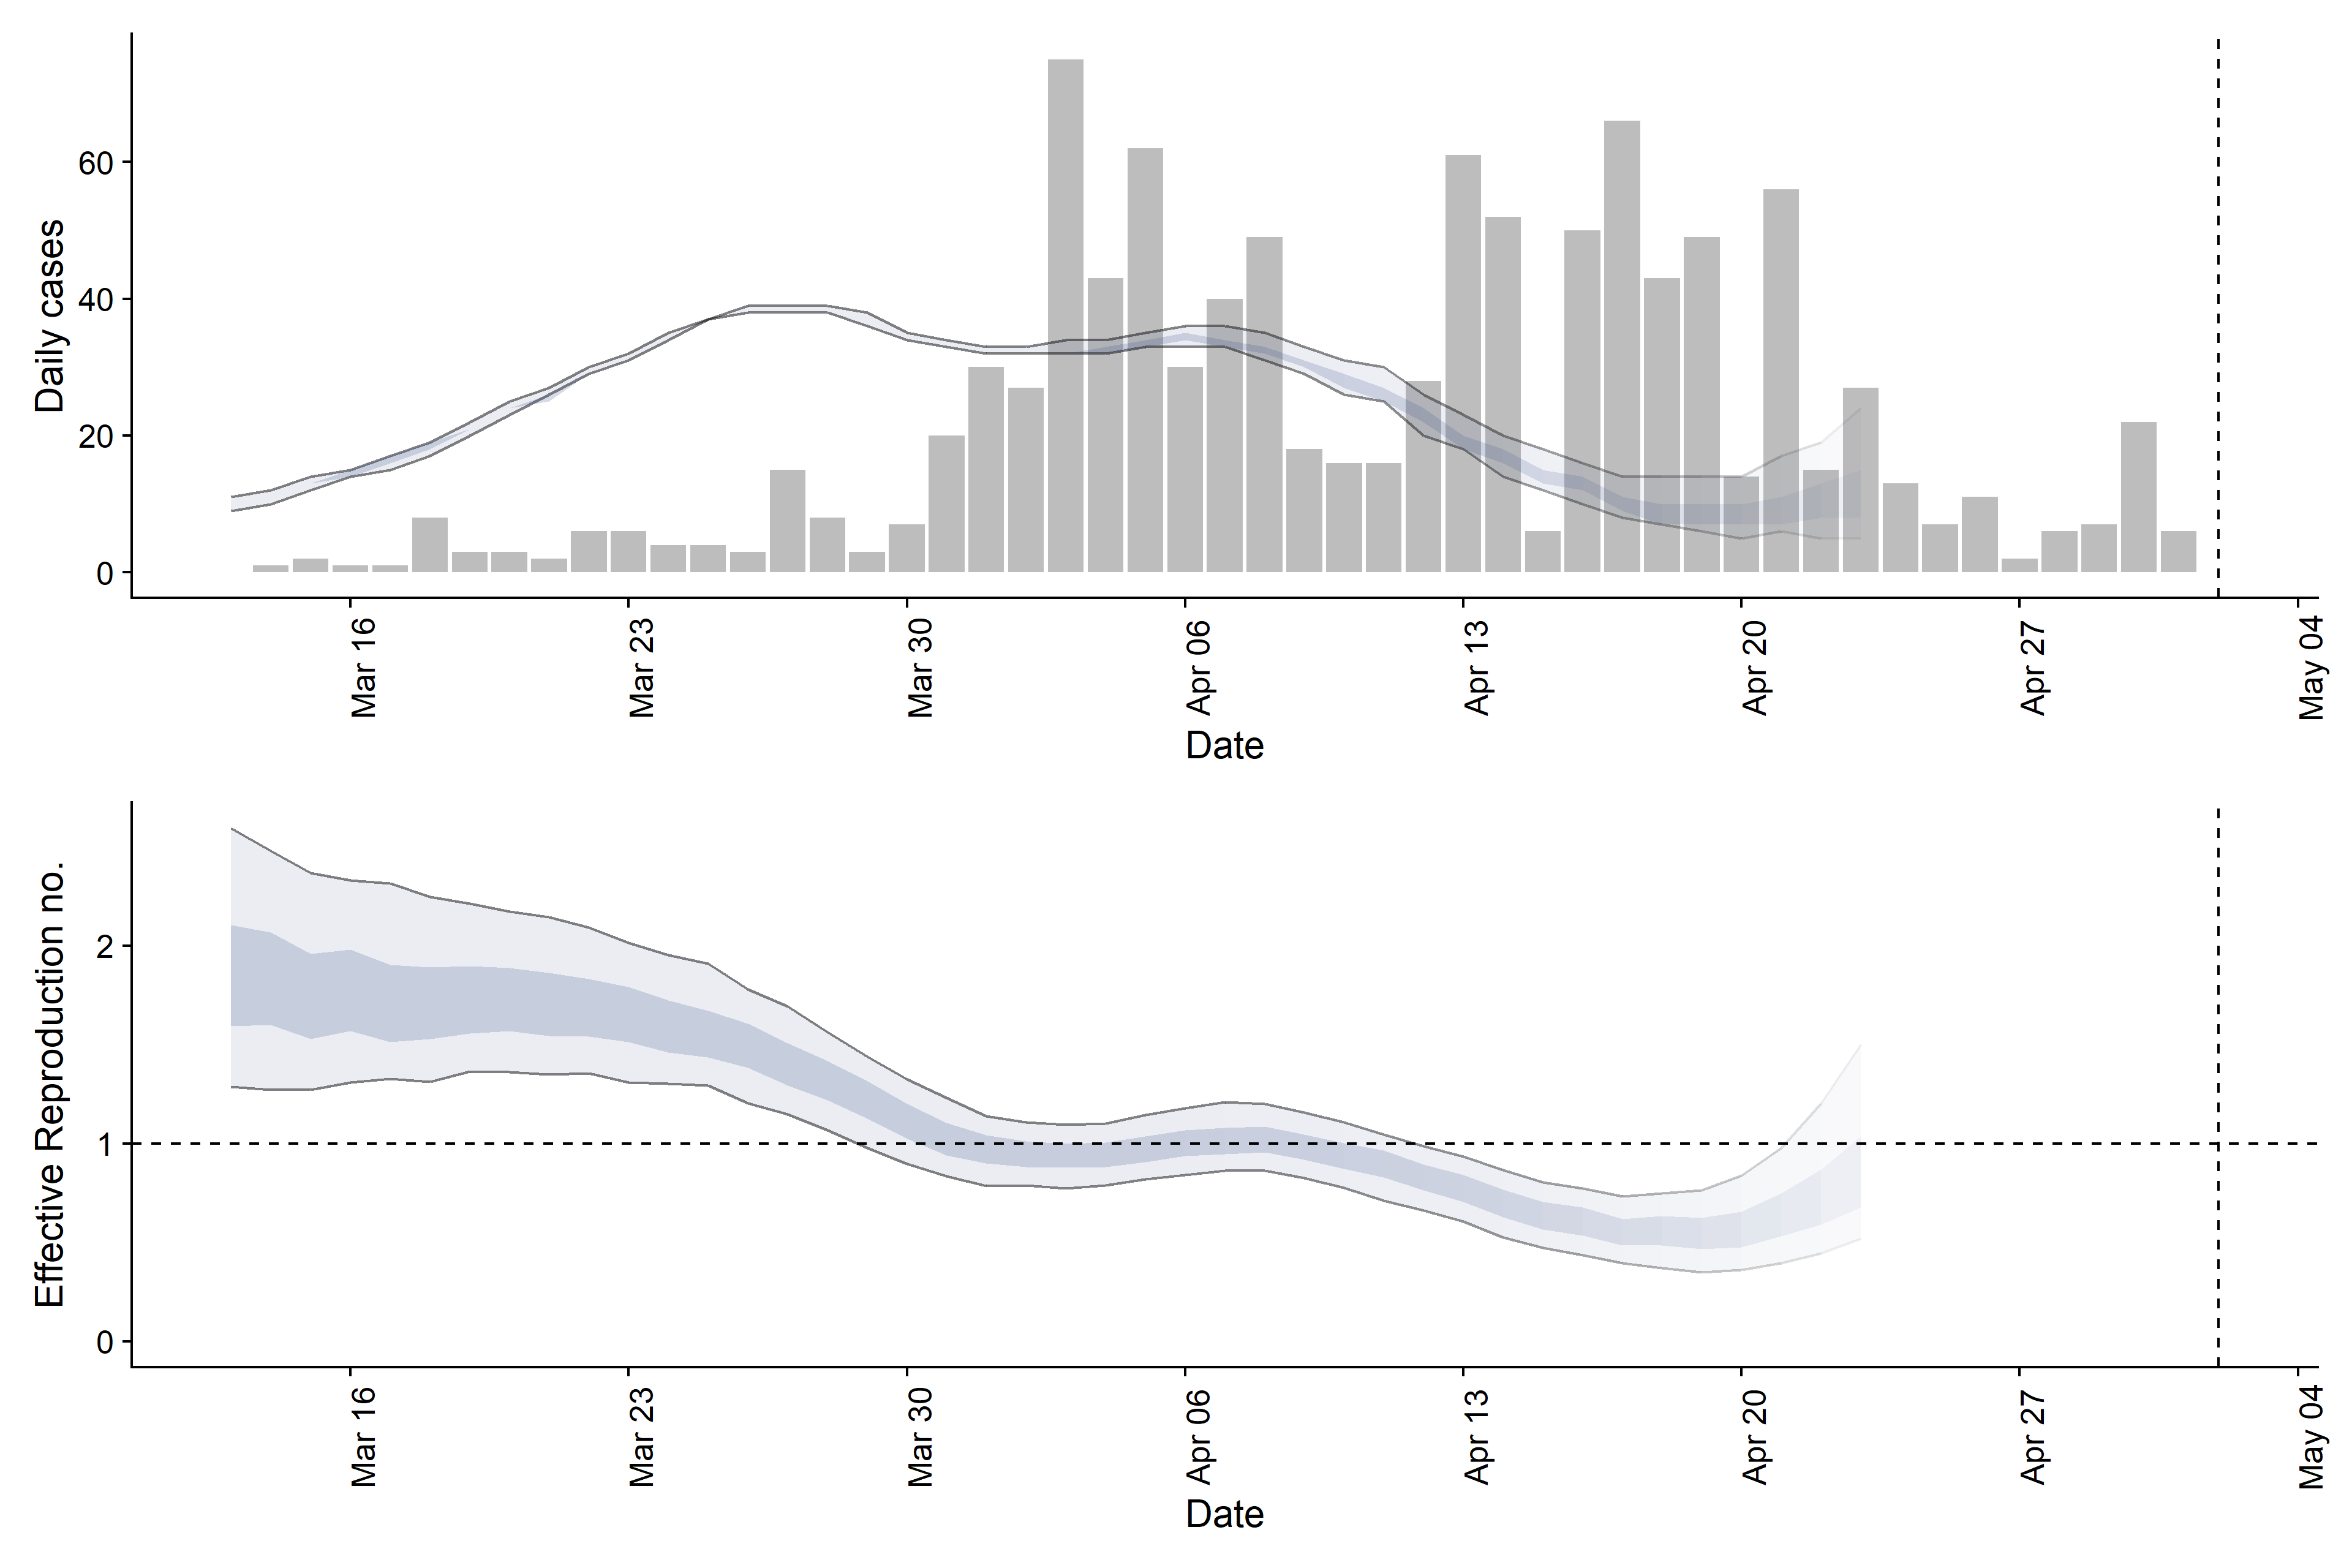 Daily cases
60
40
20
0
Mar 16
Mar 23
Mar 30
Apr 06
Apr 13
Apr 20
Apr 27
May 04
Date
Effective Reproduction no.
2
1
0
Mar 16
Mar 23
Mar 30
Apr 06
Apr 13
Apr 20
Apr 27
May 04
Date